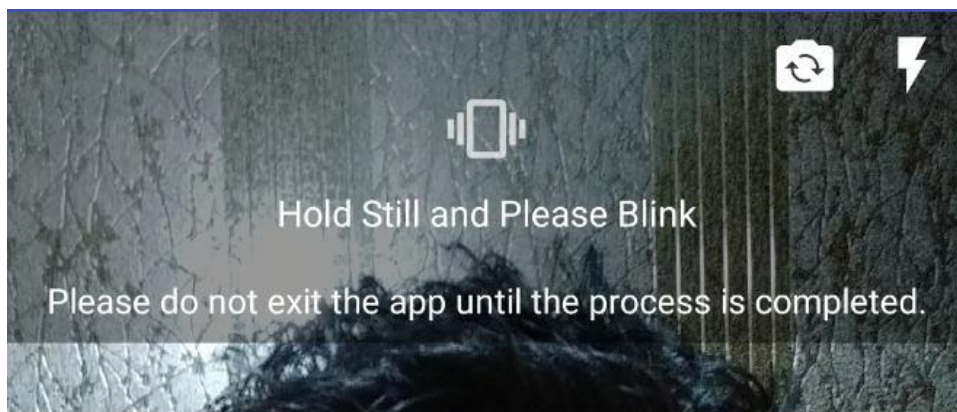 Hold Still and Please Blink
Please do not exit the app until the process is completed.